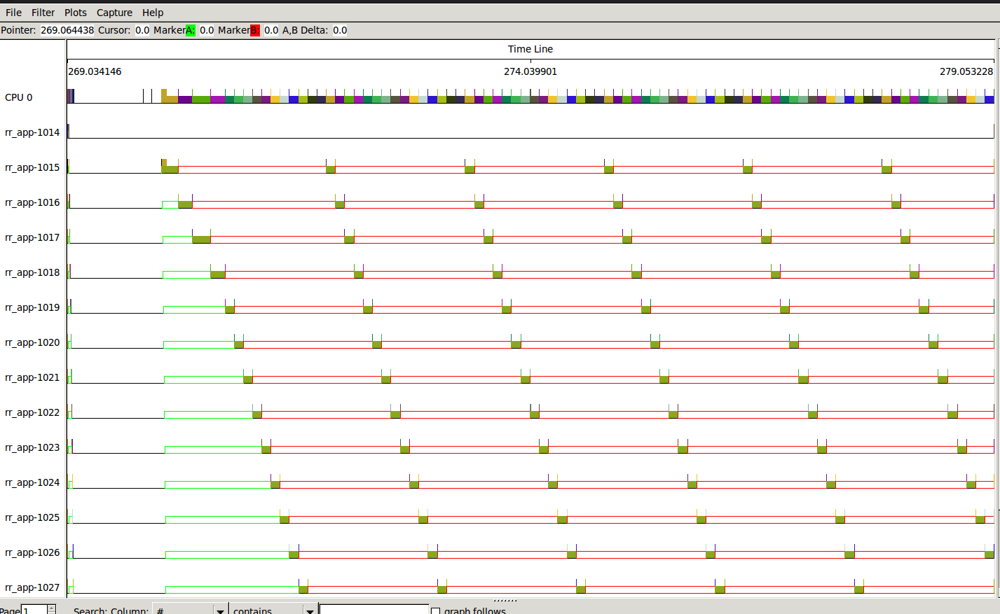 File Filter Plots Capture Help
Pointer: 269.064438 Cursor: 0.0 MarkerA: 0.0 MarkerB: 0.0 A,B Delta: 0.0
Time Line
269.034146 274.039901 279.053228
CPU 0
rr_app-1014
rr_app-1015
rr_app-1016
rr_app-1017
rr_app-1018
rr_app-1019
rr_app-1020
rr_app-1021
rr_app-1022
rr_app-1023
rr_app-1024
rr_app-1025
rr_app-1026
rr_app-1027
Page 1 Search: Column: # contains graph follows